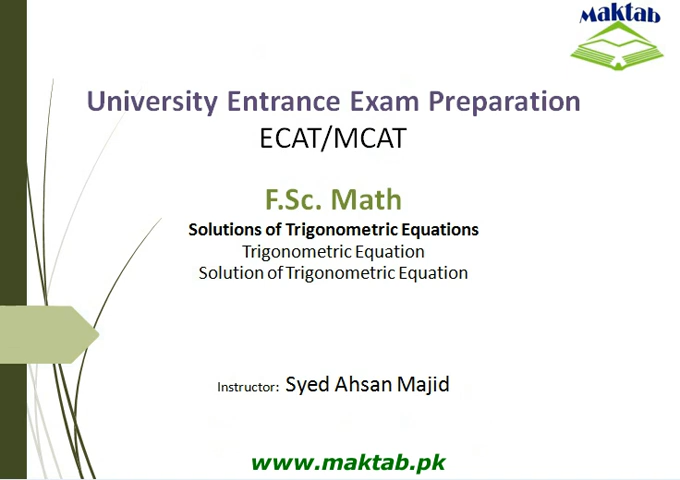 Maktab
University Entrance Exam Preparation
ECAT/MCAT
F.Sc. Math
Solutions of Trigonometric Equations
Trigonometric Equation
Solution of Trigonometric Equation
Instructor: Syed Ahsan Majid
www.maktab.pk